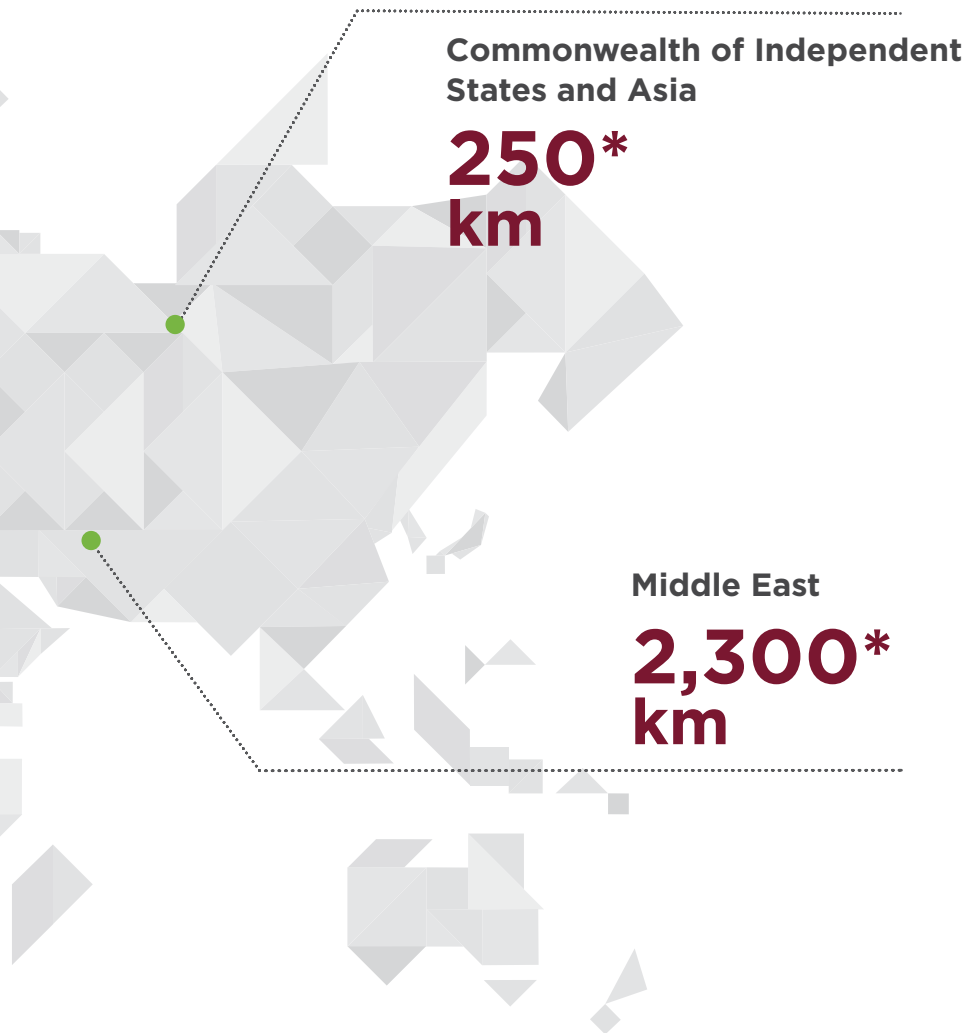 Commonwealth of Independent
States and Asia
250*
km
Middle East
2,300*
km